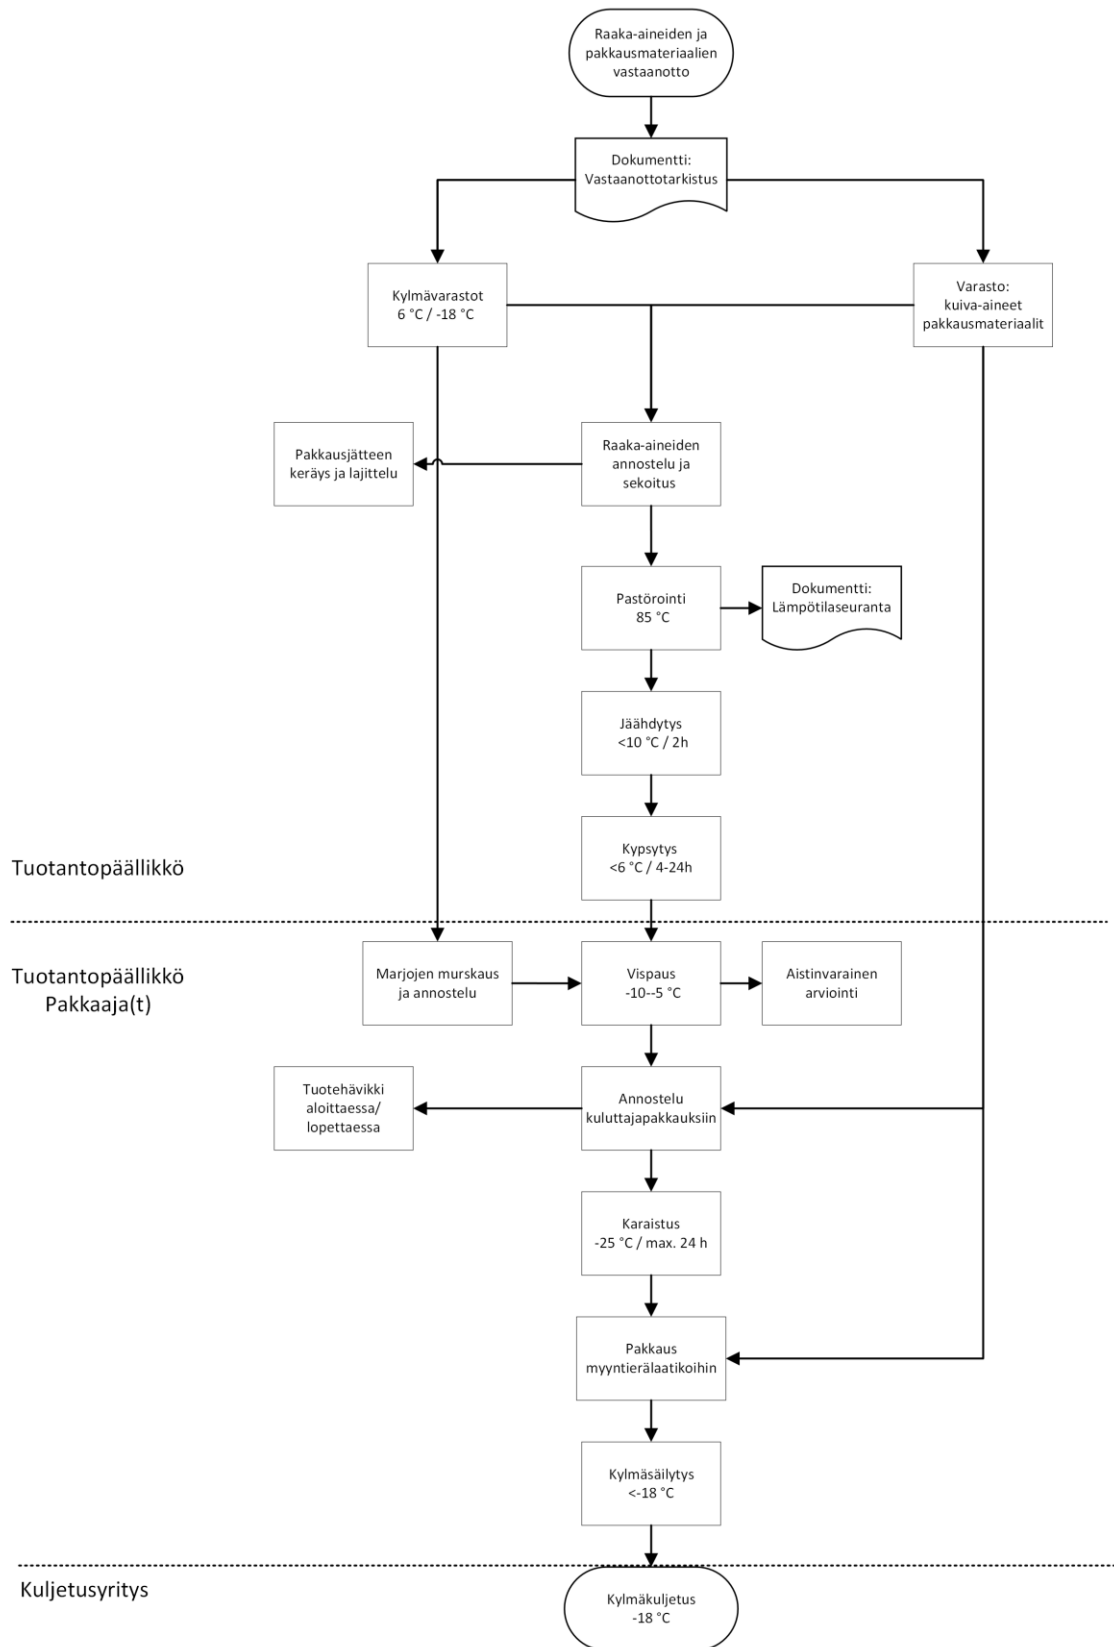 Raaka-aineiden ja
pakkausmateriaalien
vastaanotto
Dokumentti:
Vastaanottotarkistus
Kylmävarastot
6 °C / -18 °C
Varasto:
kuiva-aineet
pakkausmateriaalit
Pakkausjätteen
keräys ja lajittelu
Raaka-aineiden
annostelu ja
sekoitus
Pastörointi
85 °C
Dokumentti:
Lämpötilaseuranta
Jäähdytys
<10 °C / 2h
Kypsytys
<6 °C / 4-24h
Tuotantopäällikkö
Tuotantopäällikkö
Pakkaaja(t)
Marjojen murskaus
ja annostelu
Vispaus
-10--5 °C
Aistinvarainen
arviointi
Tuotehävikki
aloittaessa/
lopettaessa
Annostelu
kuluttajapakkauksiin
Karaistus
-25 °C / max. 24 h
Pakkaus
myyntierälaatikoihin
Kylmäsäilytys
<-18 °C
Kuljetusyritys
Kylmäkuljetus
-18 °C